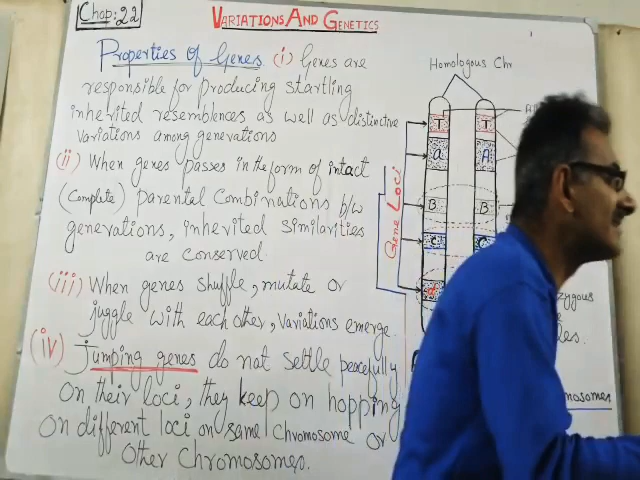 Chap: 22
VARIATIONS AND GENETICS
Properties of Genes (i) Genes are
responsible for producing startling
inherited resemblences as well as distinctive
variations among generations
(ii) When genes passes in the form of intact
(Complete) parental Combinations b/w
generations, inherited similarities
are conserved.
(iii) When genes shuffle, mutate or
juggle with each other, variations emerge.
(iv) Jumping genes do not settle peacefully
on their loci, they keep on hopping
on different loci on same Chromosome or
Other Chromosomes.
Homologous Chr
T T
a A
B B
C C
d
Gene Loci
zygous
les.
mosomes